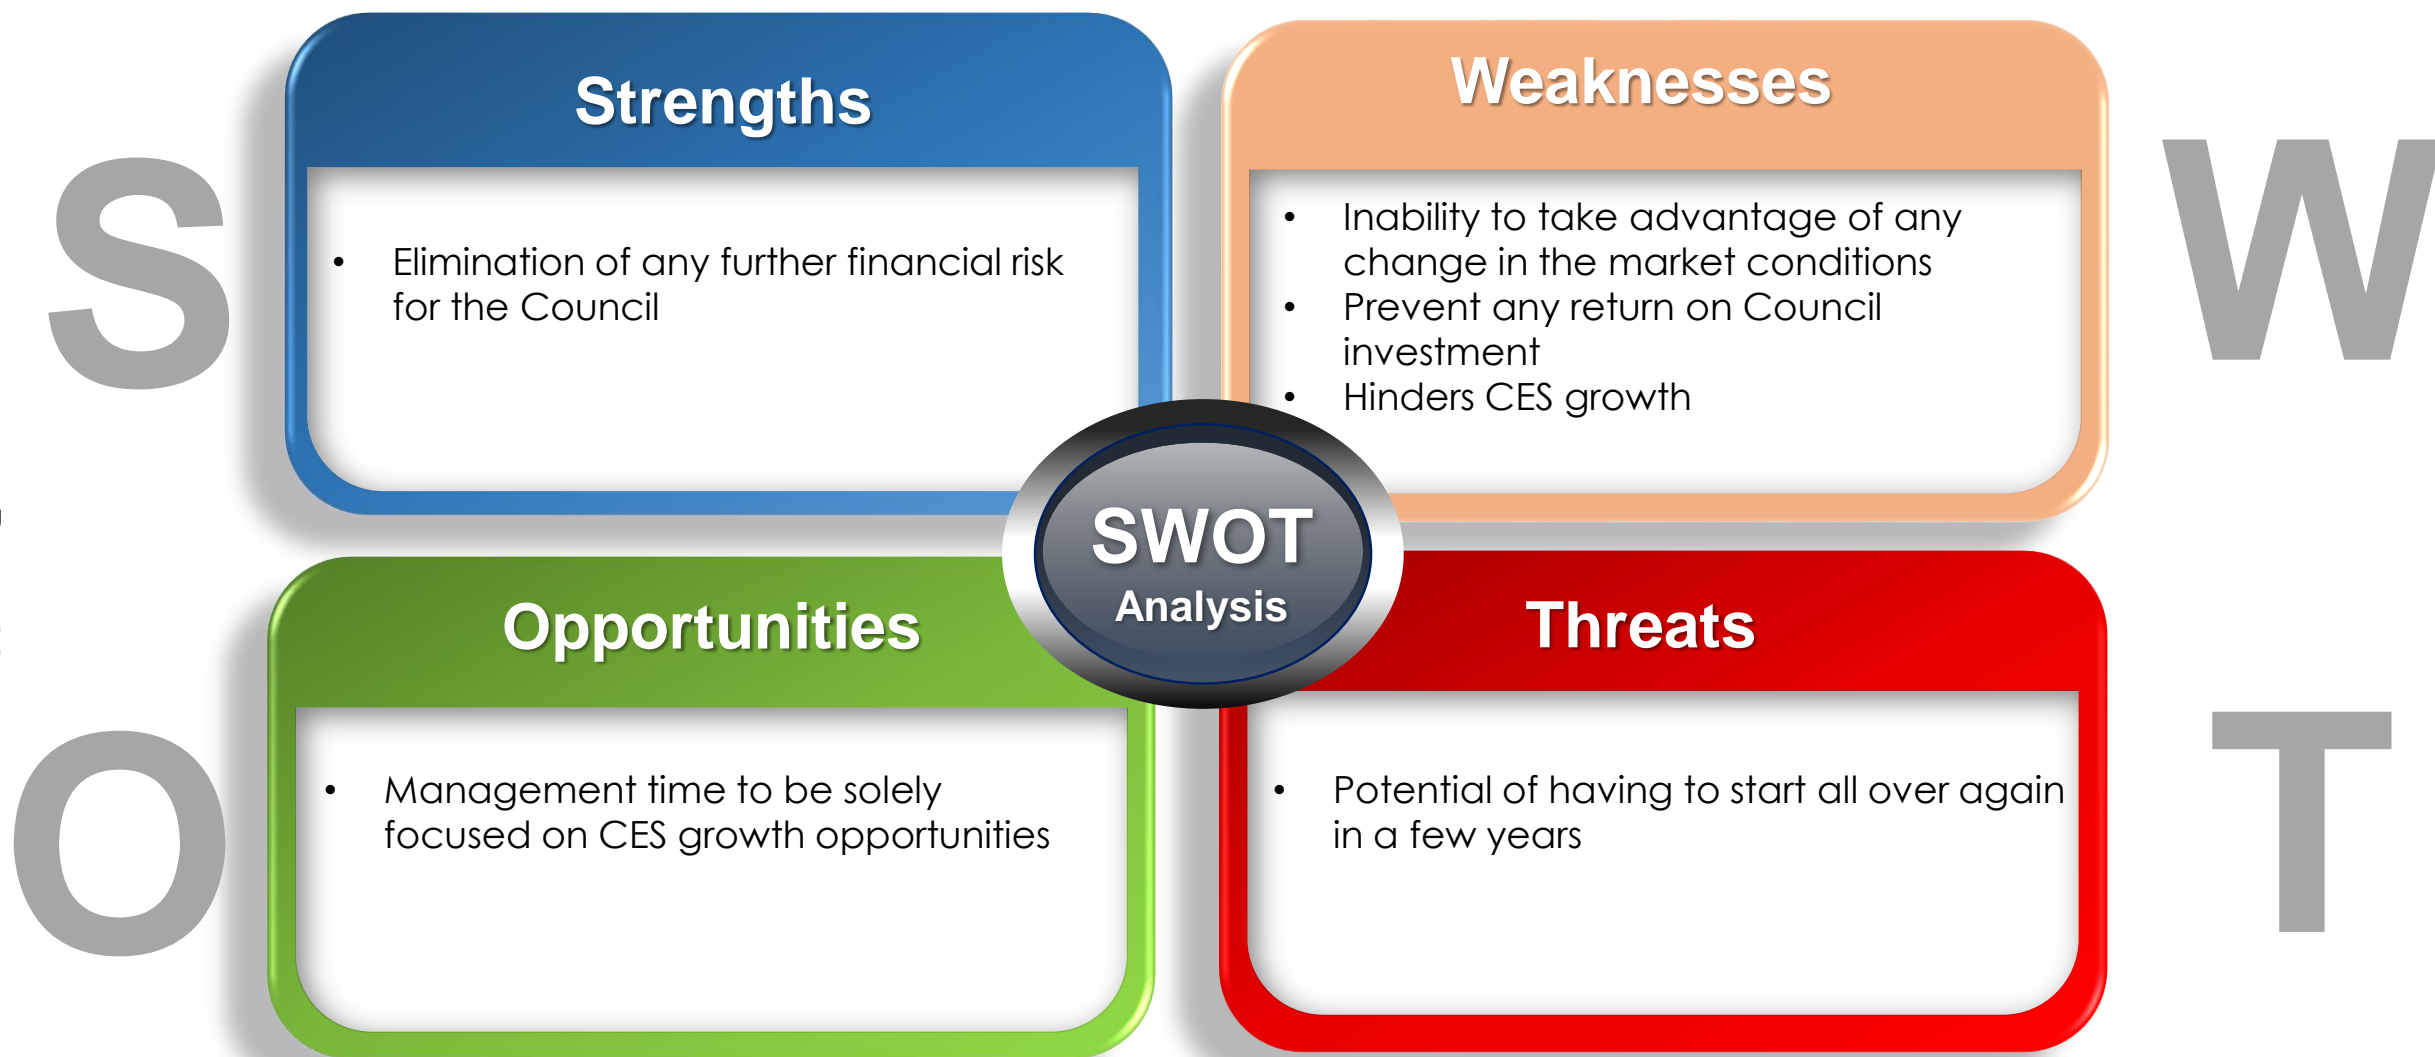 S
Strengths
• Elimination of any further financial risk
for the Council
Weaknesses
• Inability to take advantage of any
change in the market conditions
• Prevent any return on Council
investment
• Hinders CES growth
W
SWOT
Analysis
O
Opportunities
• Management time to be solely
focused on CES growth opportunities
Threats
• Potential of having to start all over again
in a few years
T